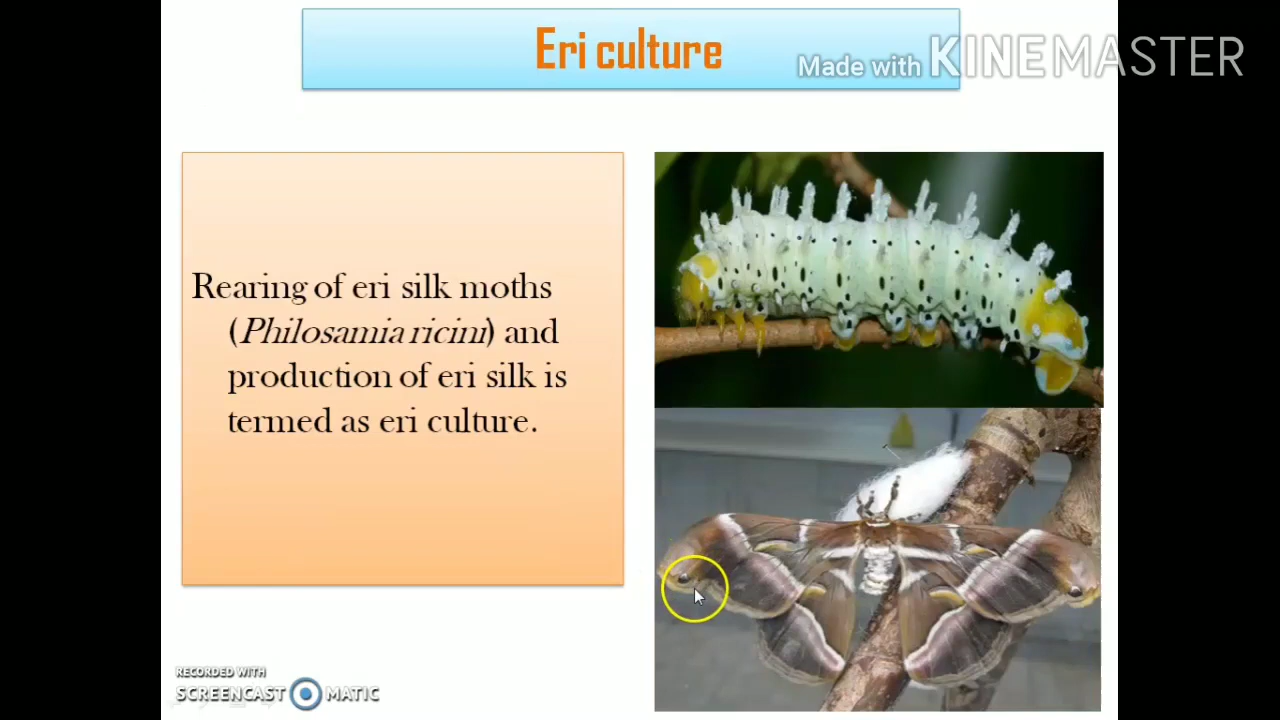 Eri culture
Made with KINEMASTER
Rearing of eri silk moths
(Philosamia ricini) and
production of eri silk is
termed as eri culture.
RECORDED WITH
SCREENCAST MATIC